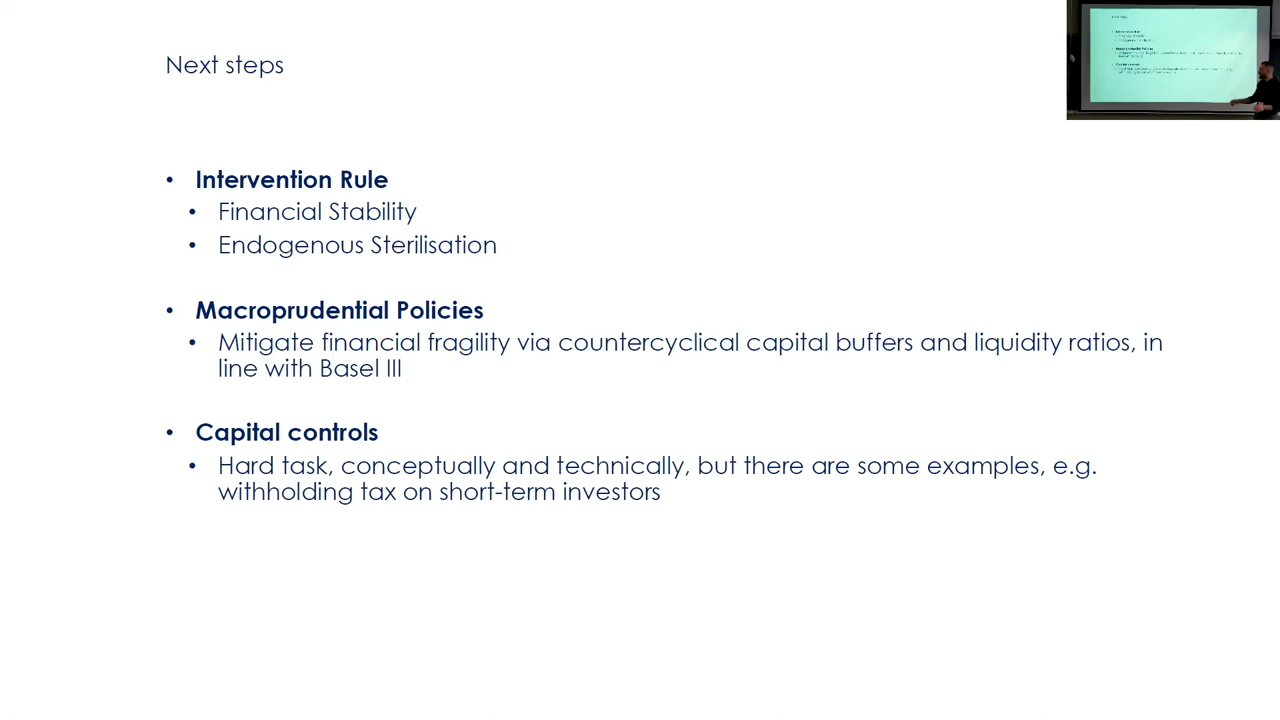 Next steps
• Intervention Rule
• Financial Stability
• Endogenous Sterilisation
• Macroprudential Policies
• Mitigate financial fragility via countercyclical capital buffers and liquidity ratios, in
line with Basel III
• Capital controls
• Hard task, conceptually and technically, but there are some examples, e.g.
withholding tax on short-term investors